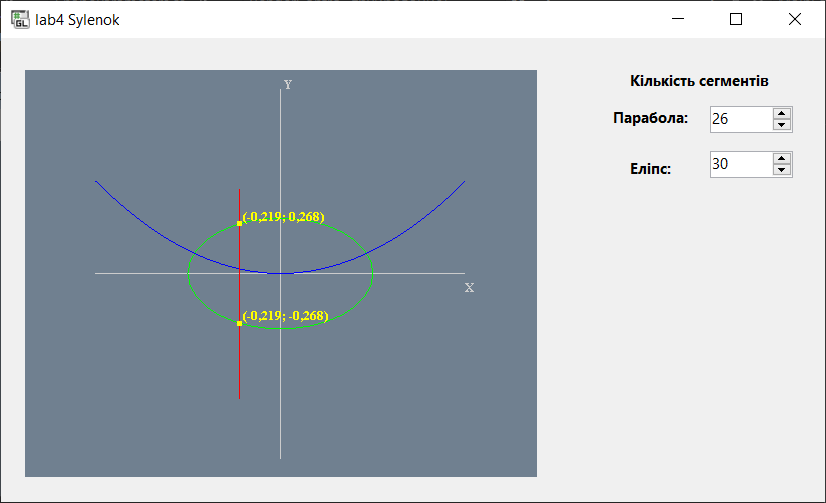 lab4 Sylenok
Кількість сегментів
Парабола: 26
Еліпс: 30
Y
(-0,219; 0,268)
X
(-0,219; -0,268)